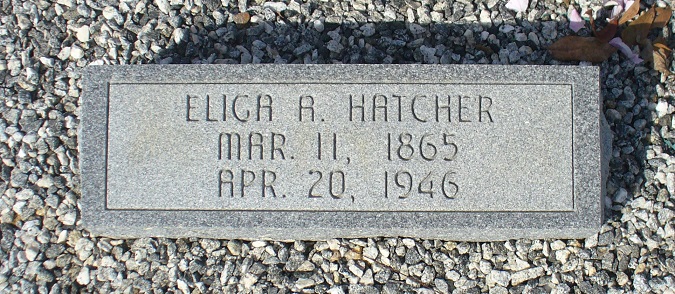 ELIGA A. HATCHER
MAR. 11, 1865
APR. 20, 1946